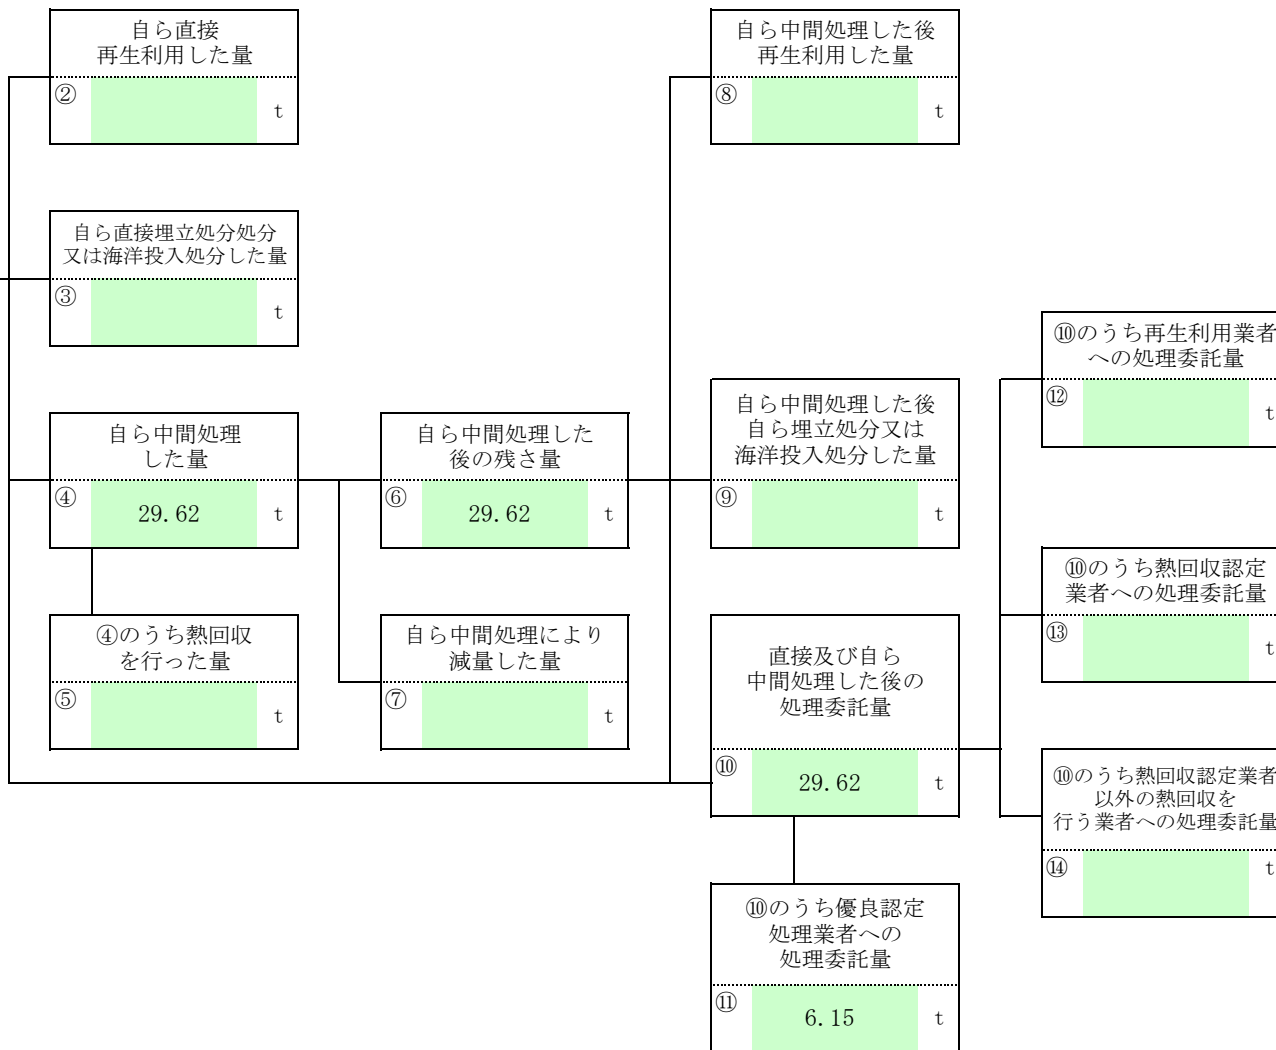 自ら直接
再生利用した量
②
t
自ら中間処理した後
再生利用した量
⑧
t
自ら直接埋立処分処分
又は海洋投入処分した量
③
t
⑩のうち再生利用業者
への処理委託量
⑫
t
自ら中間処理
した量
④
29.62
t
自ら中間処理した
後の残さ量
⑥
29.62
t
自ら中間処理した後
自ら埋立処分又は
海洋投入処分した量
⑨
t
⑩のうち熱回収認定
業者への処理委託量
⑬
t
④のうち熱回収
を行った量
⑤
t
自ら中間処理により
減量した量
⑦
t
直接及び自ら
中間処理した後の
処理委託量
⑩
29.62
t
⑩のうち熱回収認定業者
以外の熱回収を
行う業者への処理委託量
⑭
t
⑩のうち優良認定
処理業者への
処理委託量
⑪
6.15
t